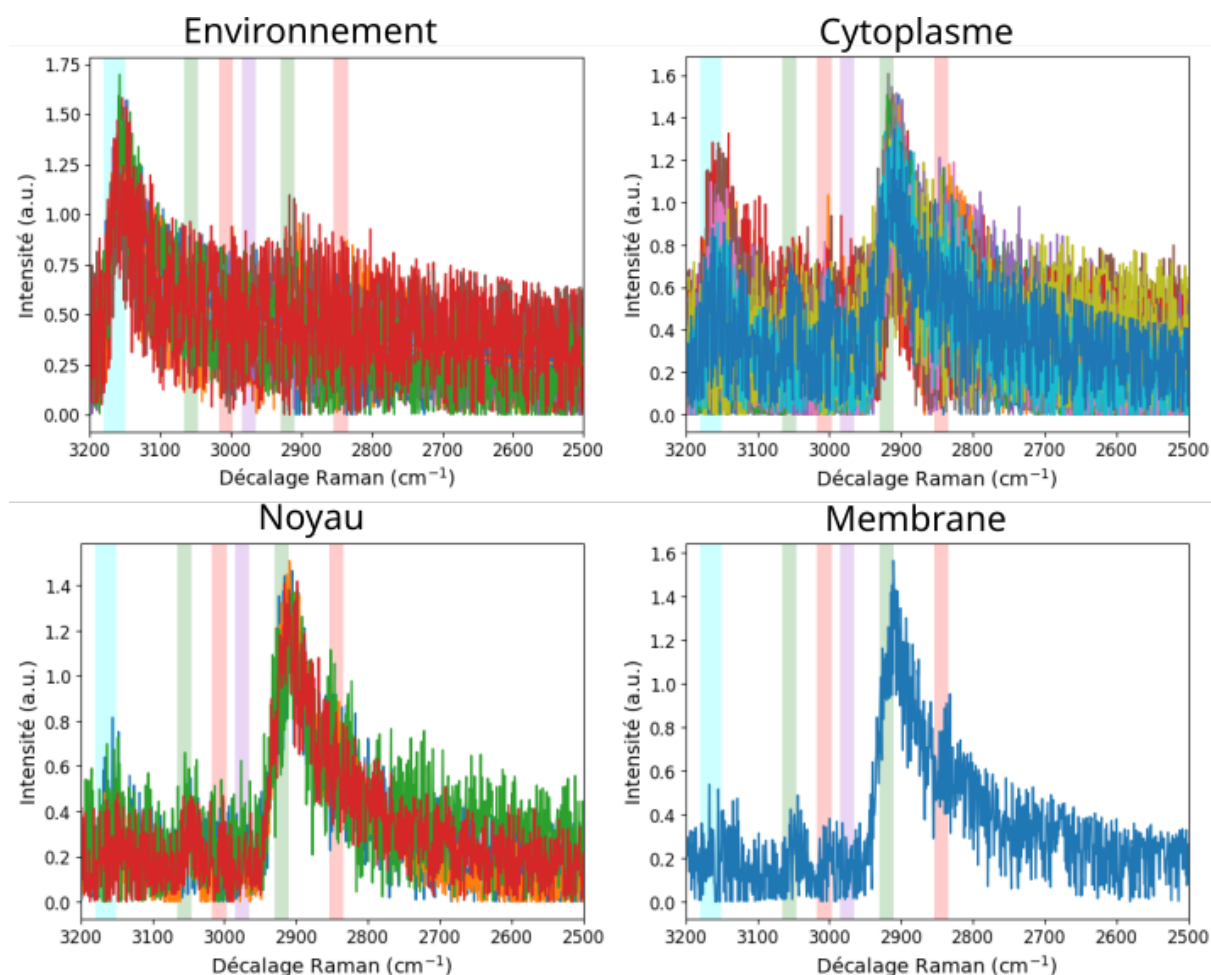 Environnement
Cytoplasme
Intensité (a.u.)
1.75
1.50
1.25
1.00
0.75
0.50
0.25
0.00
3200 3100 3000 2900 2800 2700 2600 2500
Décalage Raman (cm⁻¹)
Intensité (a.u.)
1.6
1.4
1.2
1.0
0.8
0.6
0.4
0.2
0.0
3200 3100 3000 2900 2800 2700 2600 2500
Décalage Raman (cm⁻¹)
Noyau
Membrane
Intensité (a.u.)
1.4
1.2
1.0
0.8
0.6
0.4
0.2
0.0
3200 3100 3000 2900 2800 2700 2600 2500
Décalage Raman (cm⁻¹)
Intensité (a.u.)
1.6
1.4
1.2
1.0
0.8
0.6
0.4
0.2
0.0
3200 3100 3000 2900 2800 2700 2600 2500
Décalage Raman (cm⁻¹)